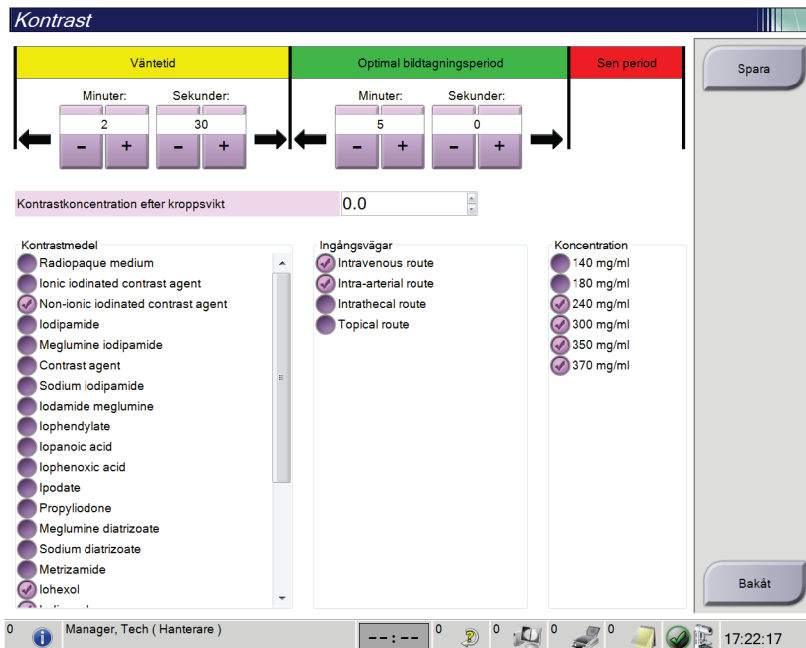 Kontrast
Väntetid
Optimal bildtagningsperiod
Sen period
Spara
Minuter:
Sekunder:
Minuter:
Sekunder:
2
30
5
0
- + - + - + - +
Kontrastkoncentration efter kroppsvikt
0.0
Kontrastmedel
Radiopaque medium
Ionic iodinated contrast agent
Non-ionic iodinated contrast agent
Iodipamide
Meglumine iodipamide
Contrast agent
Sodium iodipamide
Iodamide meglumine
Iophendylate
Iopanoic acid
Iophenoxic acid
Ipodate
Propyliodone
Meglumine diatrizoate
Sodium diatrizoate
Metrizamide
Iohexol
Ingångsvägar
Intravenous route
Intra-arterial route
Intrathecal route
Topical route
Koncentration
140 mg/ml
180 mg/ml
240 mg/ml
300 mg/ml
350 mg/ml
370 mg/ml
Bakåt
0
Manager, Tech ( Hanterare )
--:--
0
0
0
0
17:22:17